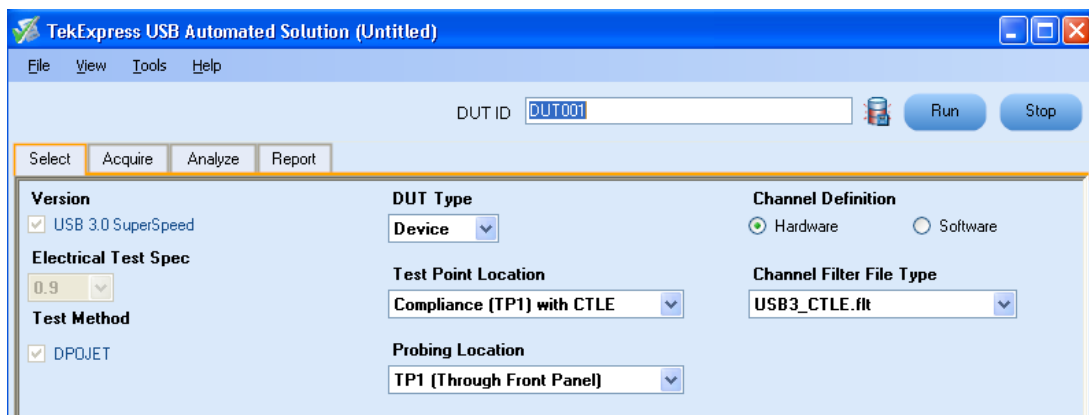 TekExpress USB Automated Solution (Untitled)
File View Tools Help
DUT ID DUT001 Run Stop
Select Acquire Analyze Report
Version
USB 3.0 SuperSpeed
Electrical Test Spec
0.9
Test Method
DPOJET
DUT Type
Device
Test Point Location
Compliance (TP1) with CTLE
Probing Location
TP1 (Through Front Panel)
Channel Definition
Hardware Software
Channel Filter File Type
USB3_CTLE.flt